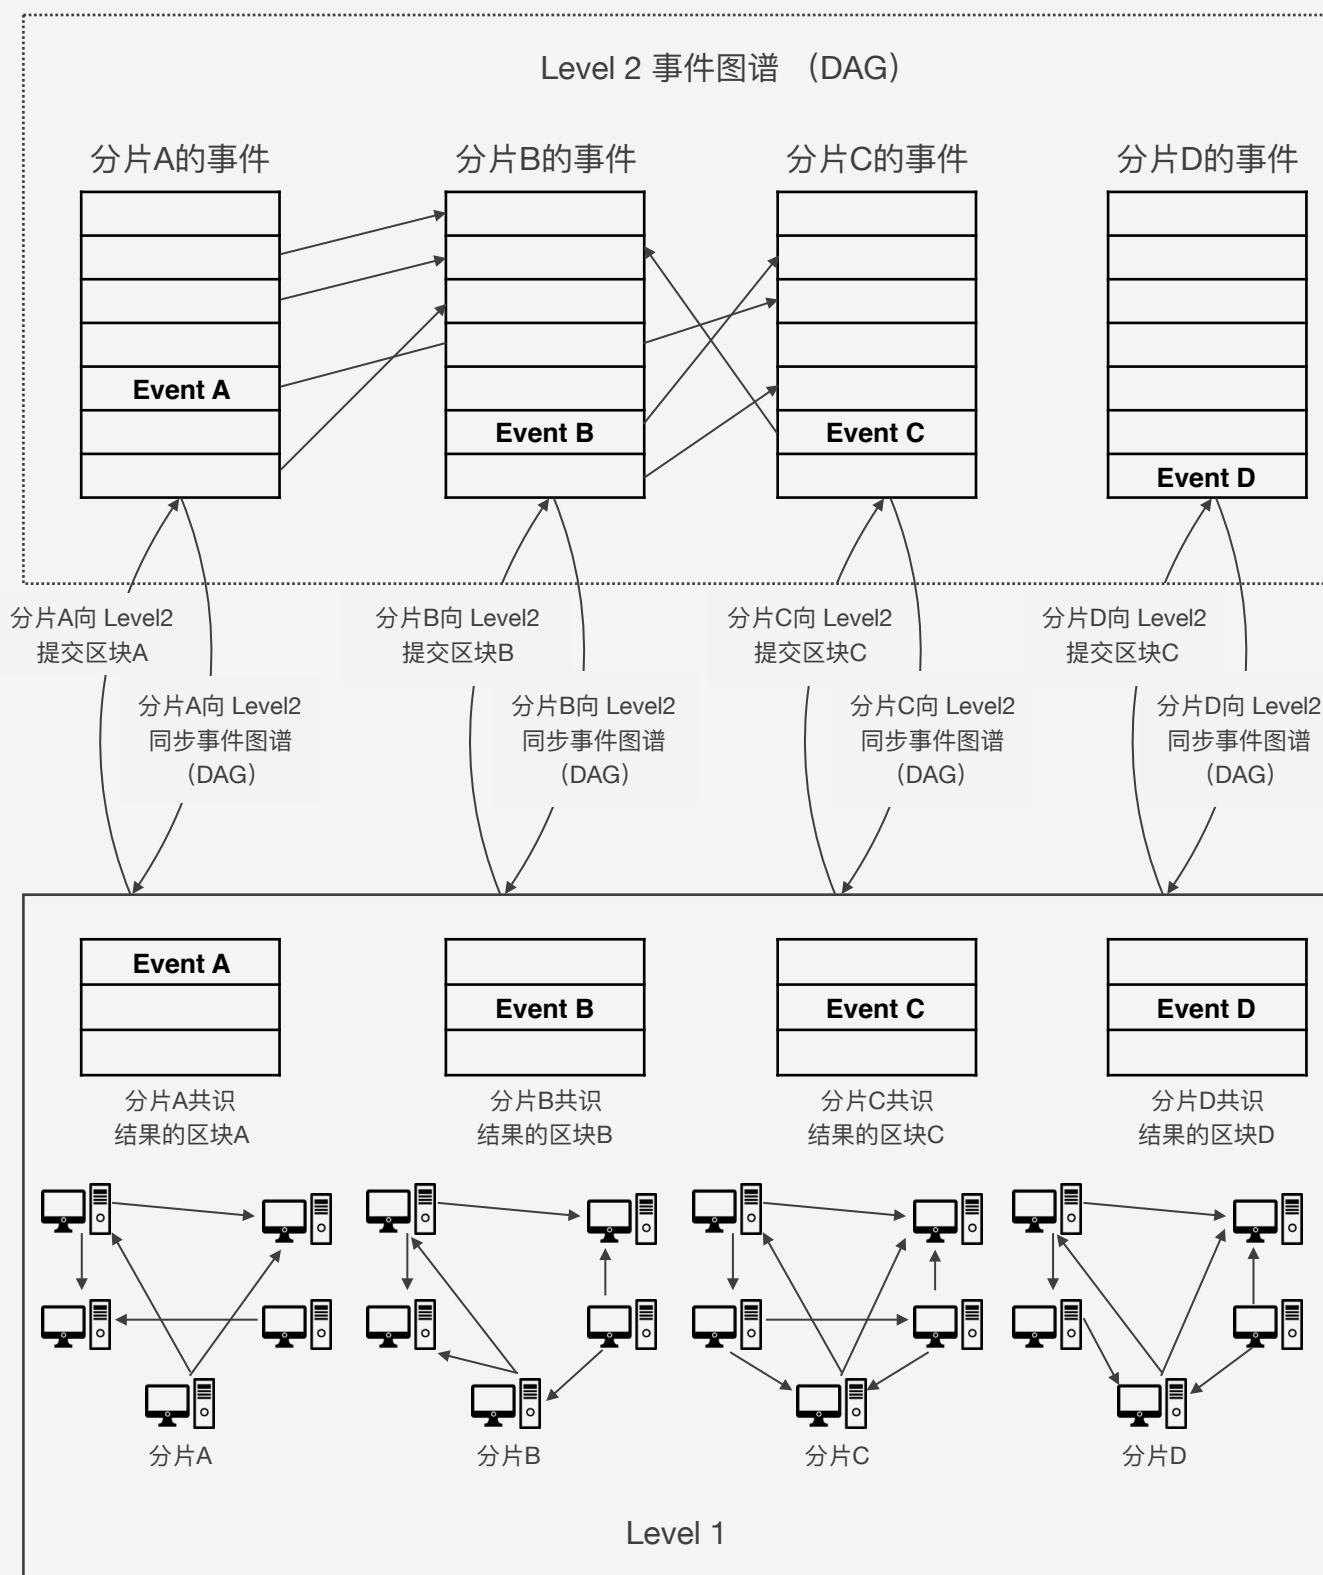 Level 2 事件图谱 （DAG）
分片A的事件
分片B的事件
分片C的事件
分片D的事件
Event A
Event B
Event C
Event D
分片A向 Level2
提交区块A
分片B向 Level2
提交区块B
分片C向 Level2
提交区块C
分片D向 Level2
提交区块C
分片A向 Level2
同步事件图谱
（DAG）
分片B向 Level2
同步事件图谱
（DAG）
分片C向 Level2
同步事件图谱
（DAG）
分片D向 Level2
同步事件图谱
（DAG）
Event A
Event B
Event C
Event D
分片A共识
结果的区块A
分片B共识
结果的区块B
分片C共识
结果的区块C
分片D共识
结果的区块D
分片A
分片B
分片C
分片D
Level 1